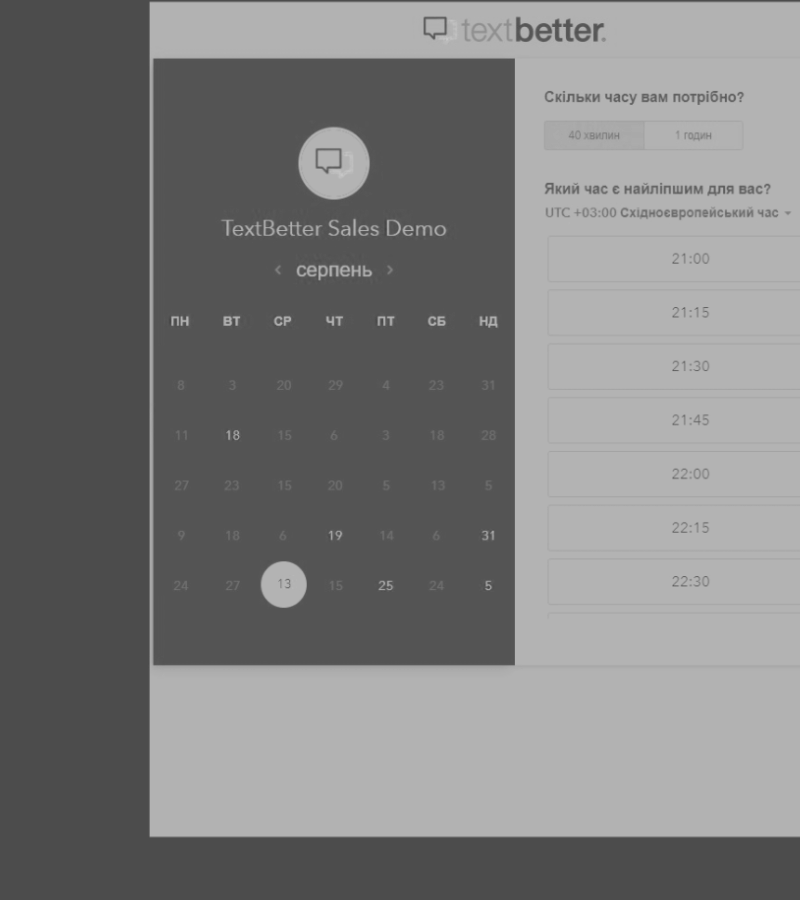 textbetter.
TextBetter Sales Demo
‹ серпень ›
ПН ВТ СР ЧТ ПТ СБ НД
8 3 20 29 4 23 31
11 18 15 6 3 18 28
27 23 15 20 5 13 5
9 18 6 19 14 6 31
24 27 13 15 25 24 5
Скільки часу вам потрібно?
40 хвилин 1 годин
Який час є найліпшим для вас?
UTC +03:00 Східноєвропейський час
21:00
21:15
21:30
21:45
22:00
22:15
22:30